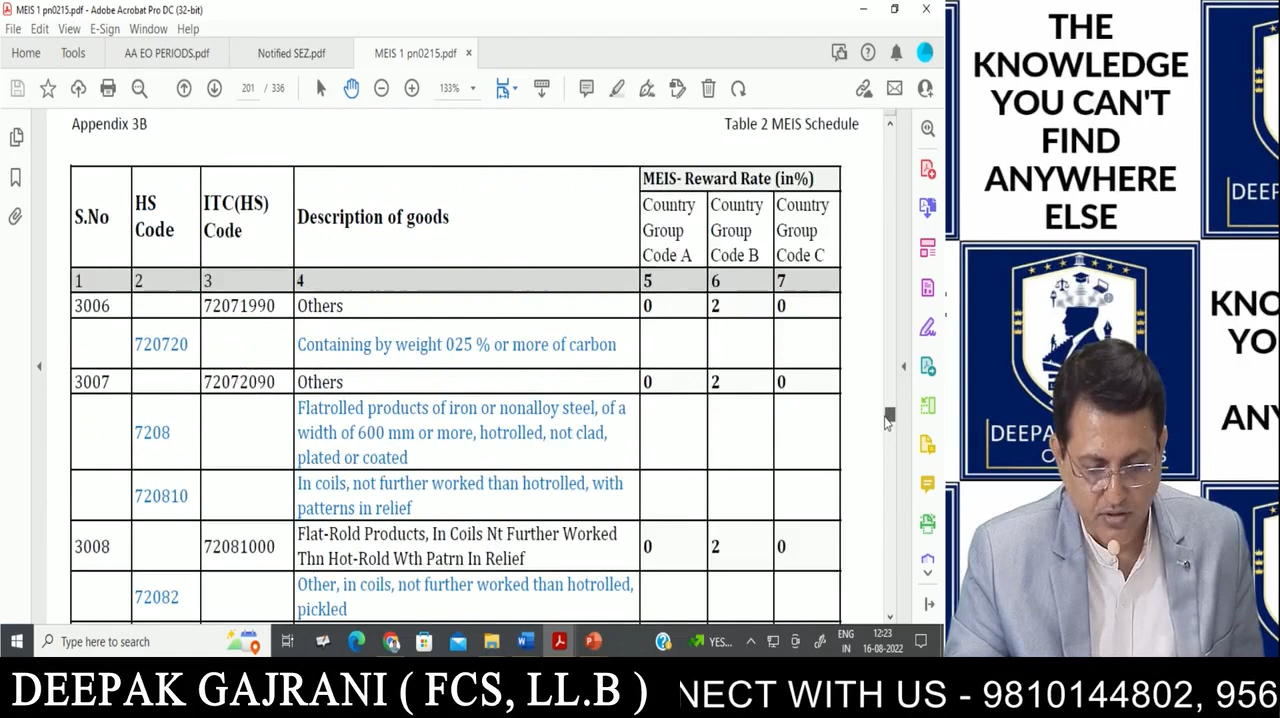 MEIS 1 pn0215.pdf - Adobe Acrobat Pro DC (32-bit)
File Edit View E-Sign Window Help
Home Tools AA EO PERIODS.pdf Notified SEZ.pdf MEIS 1 pn0215.pdf ×
201 / 336 133%
Appendix 3B Table 2 MEIS Schedule
S.No HS Code ITC(HS) Code Description of goods MEIS- Reward Rate (in%)
Country Group Code A Country Group Code B Country Group Code C
1 2 3 4 5 6 7
3006 72071990 Others 0 2 0
720720 Containing by weight 025 % or more of carbon
3007 72072090 Others 0 2 0
7208 Flatrolled products of iron or nonalloy steel, of a
width of 600 mm or more, hotrolled, not clad,
plated or coated
720810 In coils, not further worked than hotrolled, with
patterns in relief
3008 72081000 Flat-Rold Products, In Coils Nt Further Worked
Thn Hot-Rold Wth Patrn In Relief 0 2 0
72082 Other, in coils, not further worked than hotrolled,
pickled
Type here to search
YES... ENG IN 12:23 16-08-2022
THE
KNOWLEDGE
YOU CAN'T
FIND
ANYWHERE
ELSE
DEEP
DEEPA
KNO
YO
ANY
DEEPAK GAJRANI ( FCS, LL.B )
NECT WITH US - 9810144802, 956